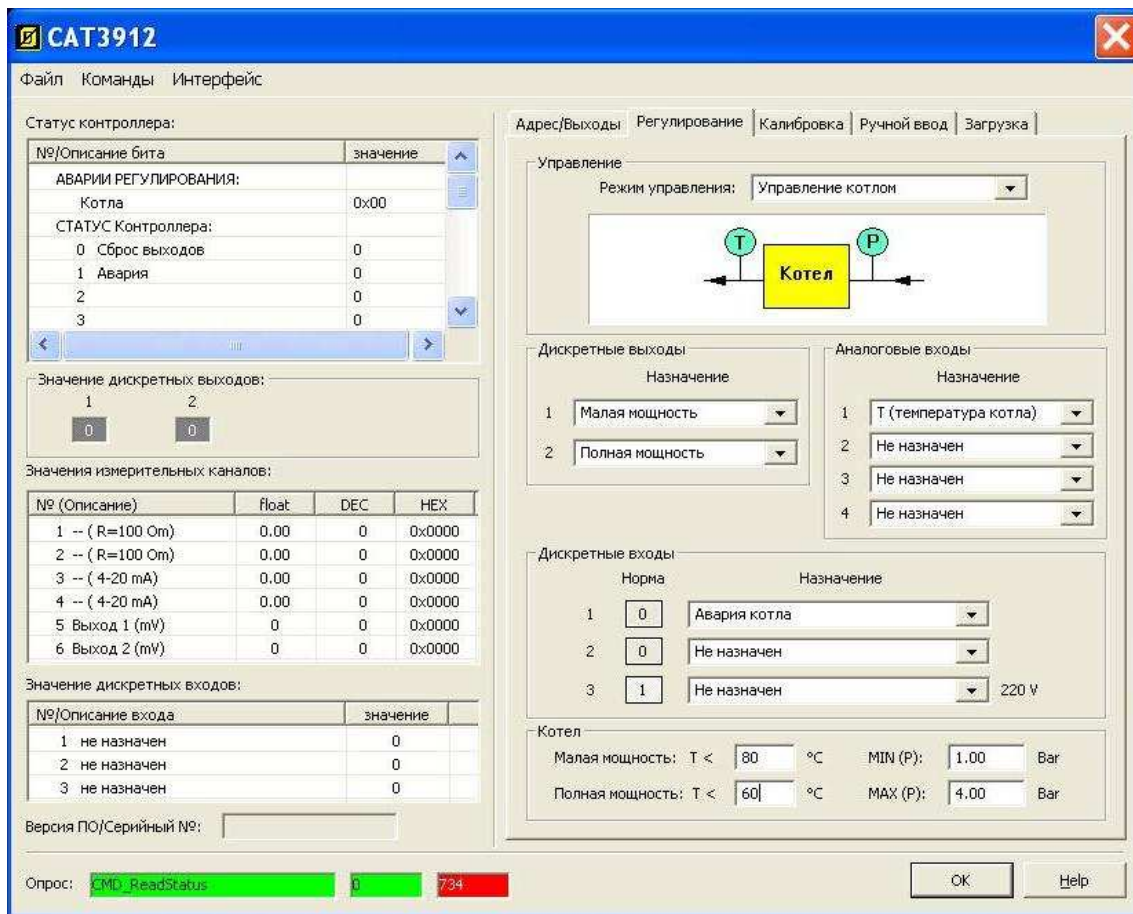 CAT3912
Файл Команды Интерфейс
Статус контроллера:
№/Описание бита значение
АВАРИИ РЕГУЛИРОВАНИЯ:
Котла 0x00
СТАТУС Контроллера:
0 Сброс выходов 0
1 Авария 0
2 0
3 0
Значение дискретных выходов:
1 2
0 0
Значения измерительных каналов:
№ (Описание) float DEC HEX
1 -- ( R=100 Om) 0.00 0 0x0000
2 -- ( R=100 Om) 0.00 0 0x0000
3 -- ( 4-20 mA) 0.00 0 0x0000
4 -- ( 4-20 mA) 0.00 0 0x0000
5 Выход 1 (mV) 0 0 0x0000
6 Выход 2 (mV) 0 0 0x0000
Значение дискретных входов:
№/Описание входа значение
1 не назначен 0
2 не назначен 0
3 не назначен 0
Версия ПО/Серийный №:
Адрес/Выходы Регулирование Калибровка Ручной ввод Загрузка
Управление
Режим управления: Управление котлом
T P
Котел
Дискретные выходы
Назначение
1 Малая мощность
2 Полная мощность
Аналоговые входы
Назначение
1 T (температура котла)
2 Не назначен
3 Не назначен
4 Не назначен
Дискретные входы
Норма Назначение
1 0 Авария котла
2 0 Не назначен
3 1 Не назначен 220 V
Котел
Малая мощность: T < 80 °C MIN (P): 1.00 Bar
Полная мощность: T < 60 °C MAX (P): 4.00 Bar
Опрос: CMD_ReadStatus 0 734
OK Help